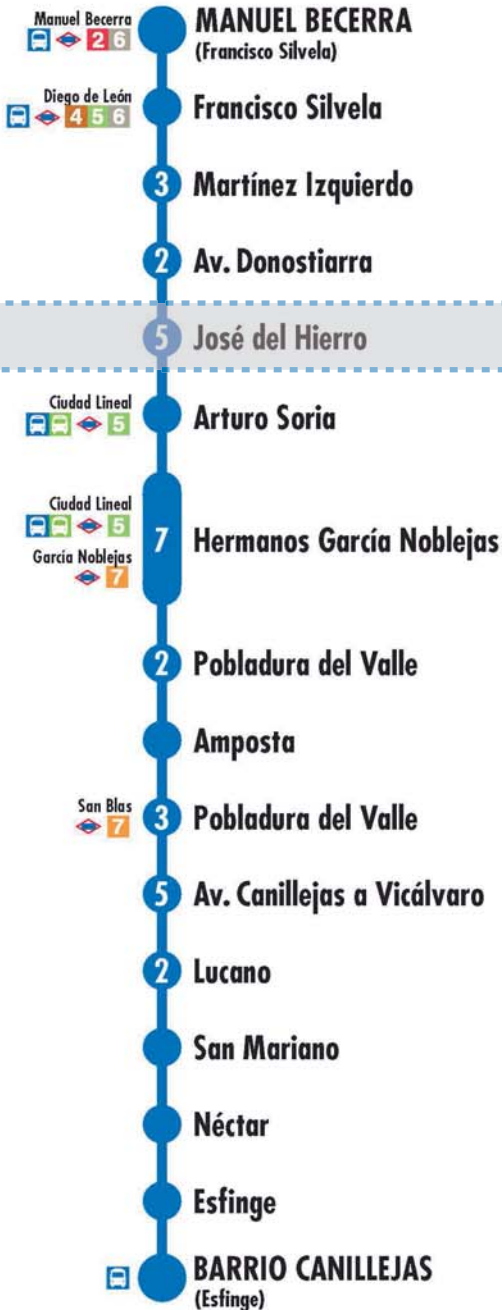 Manuel Becerra
2 6
MANUEL BECERRA
(Francisco Silvela)
Diego de León
4 5 6
Francisco Silvela
3 Martínez Izquierdo
2 Av. Donostiarra
5 José del Hierro
Ciudad Lineal
5
Arturo Soria
Ciudad Lineal
5
García Noblejas
7
7 Hermanos García Noblejas
2 Pobladura del Valle
Amposta
San Blas
7
3 Pobladura del Valle
5 Av. Canillejas a Vicálvaro
2 Lucano
San Mariano
Néctar
Esfinge
BARRIO CANILLEJAS
(Esfinge)